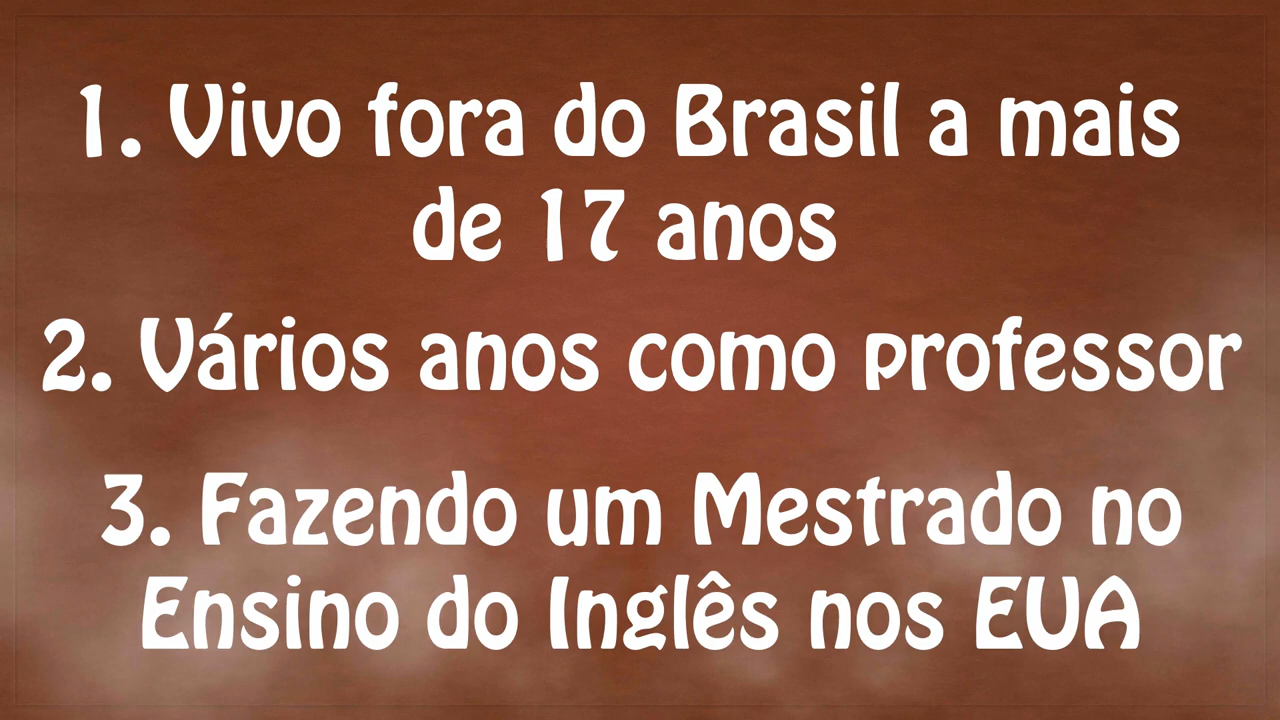 1. Vivo fora do Brasil a mais
de 17 anos
2. Vários anos como professor
3. Fazendo um Mestrado no
Ensino do Inglês nos EUA